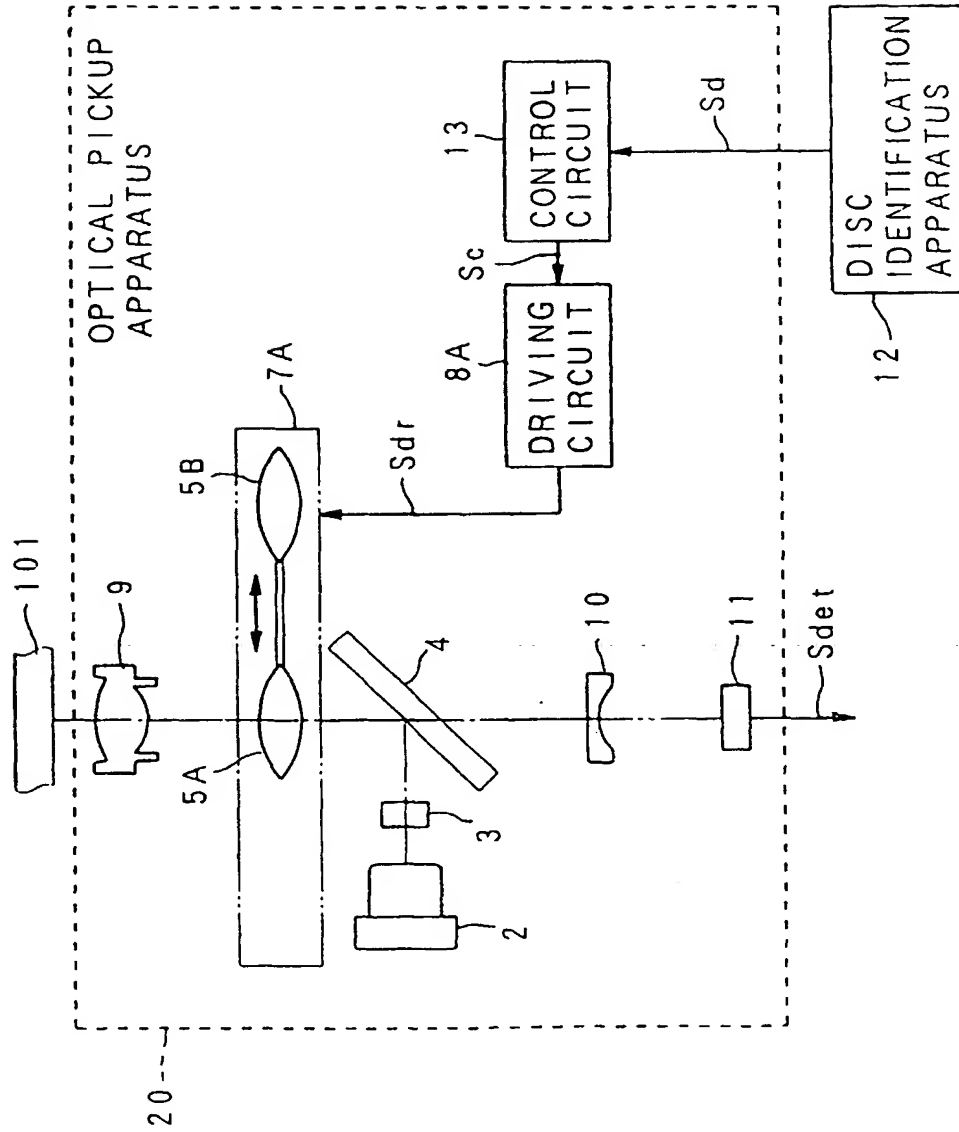 OPTICAL PICKUP
APPARATUS
101
9
7A
5B
5A
Sdr
8A
DRIVING
CIRCUIT
Sc
13
CONTROL
CIRCUIT
Sd
4
3
2
10
11
Sdet
20
12
DISC
IDENTIFICATION
APPARATUS